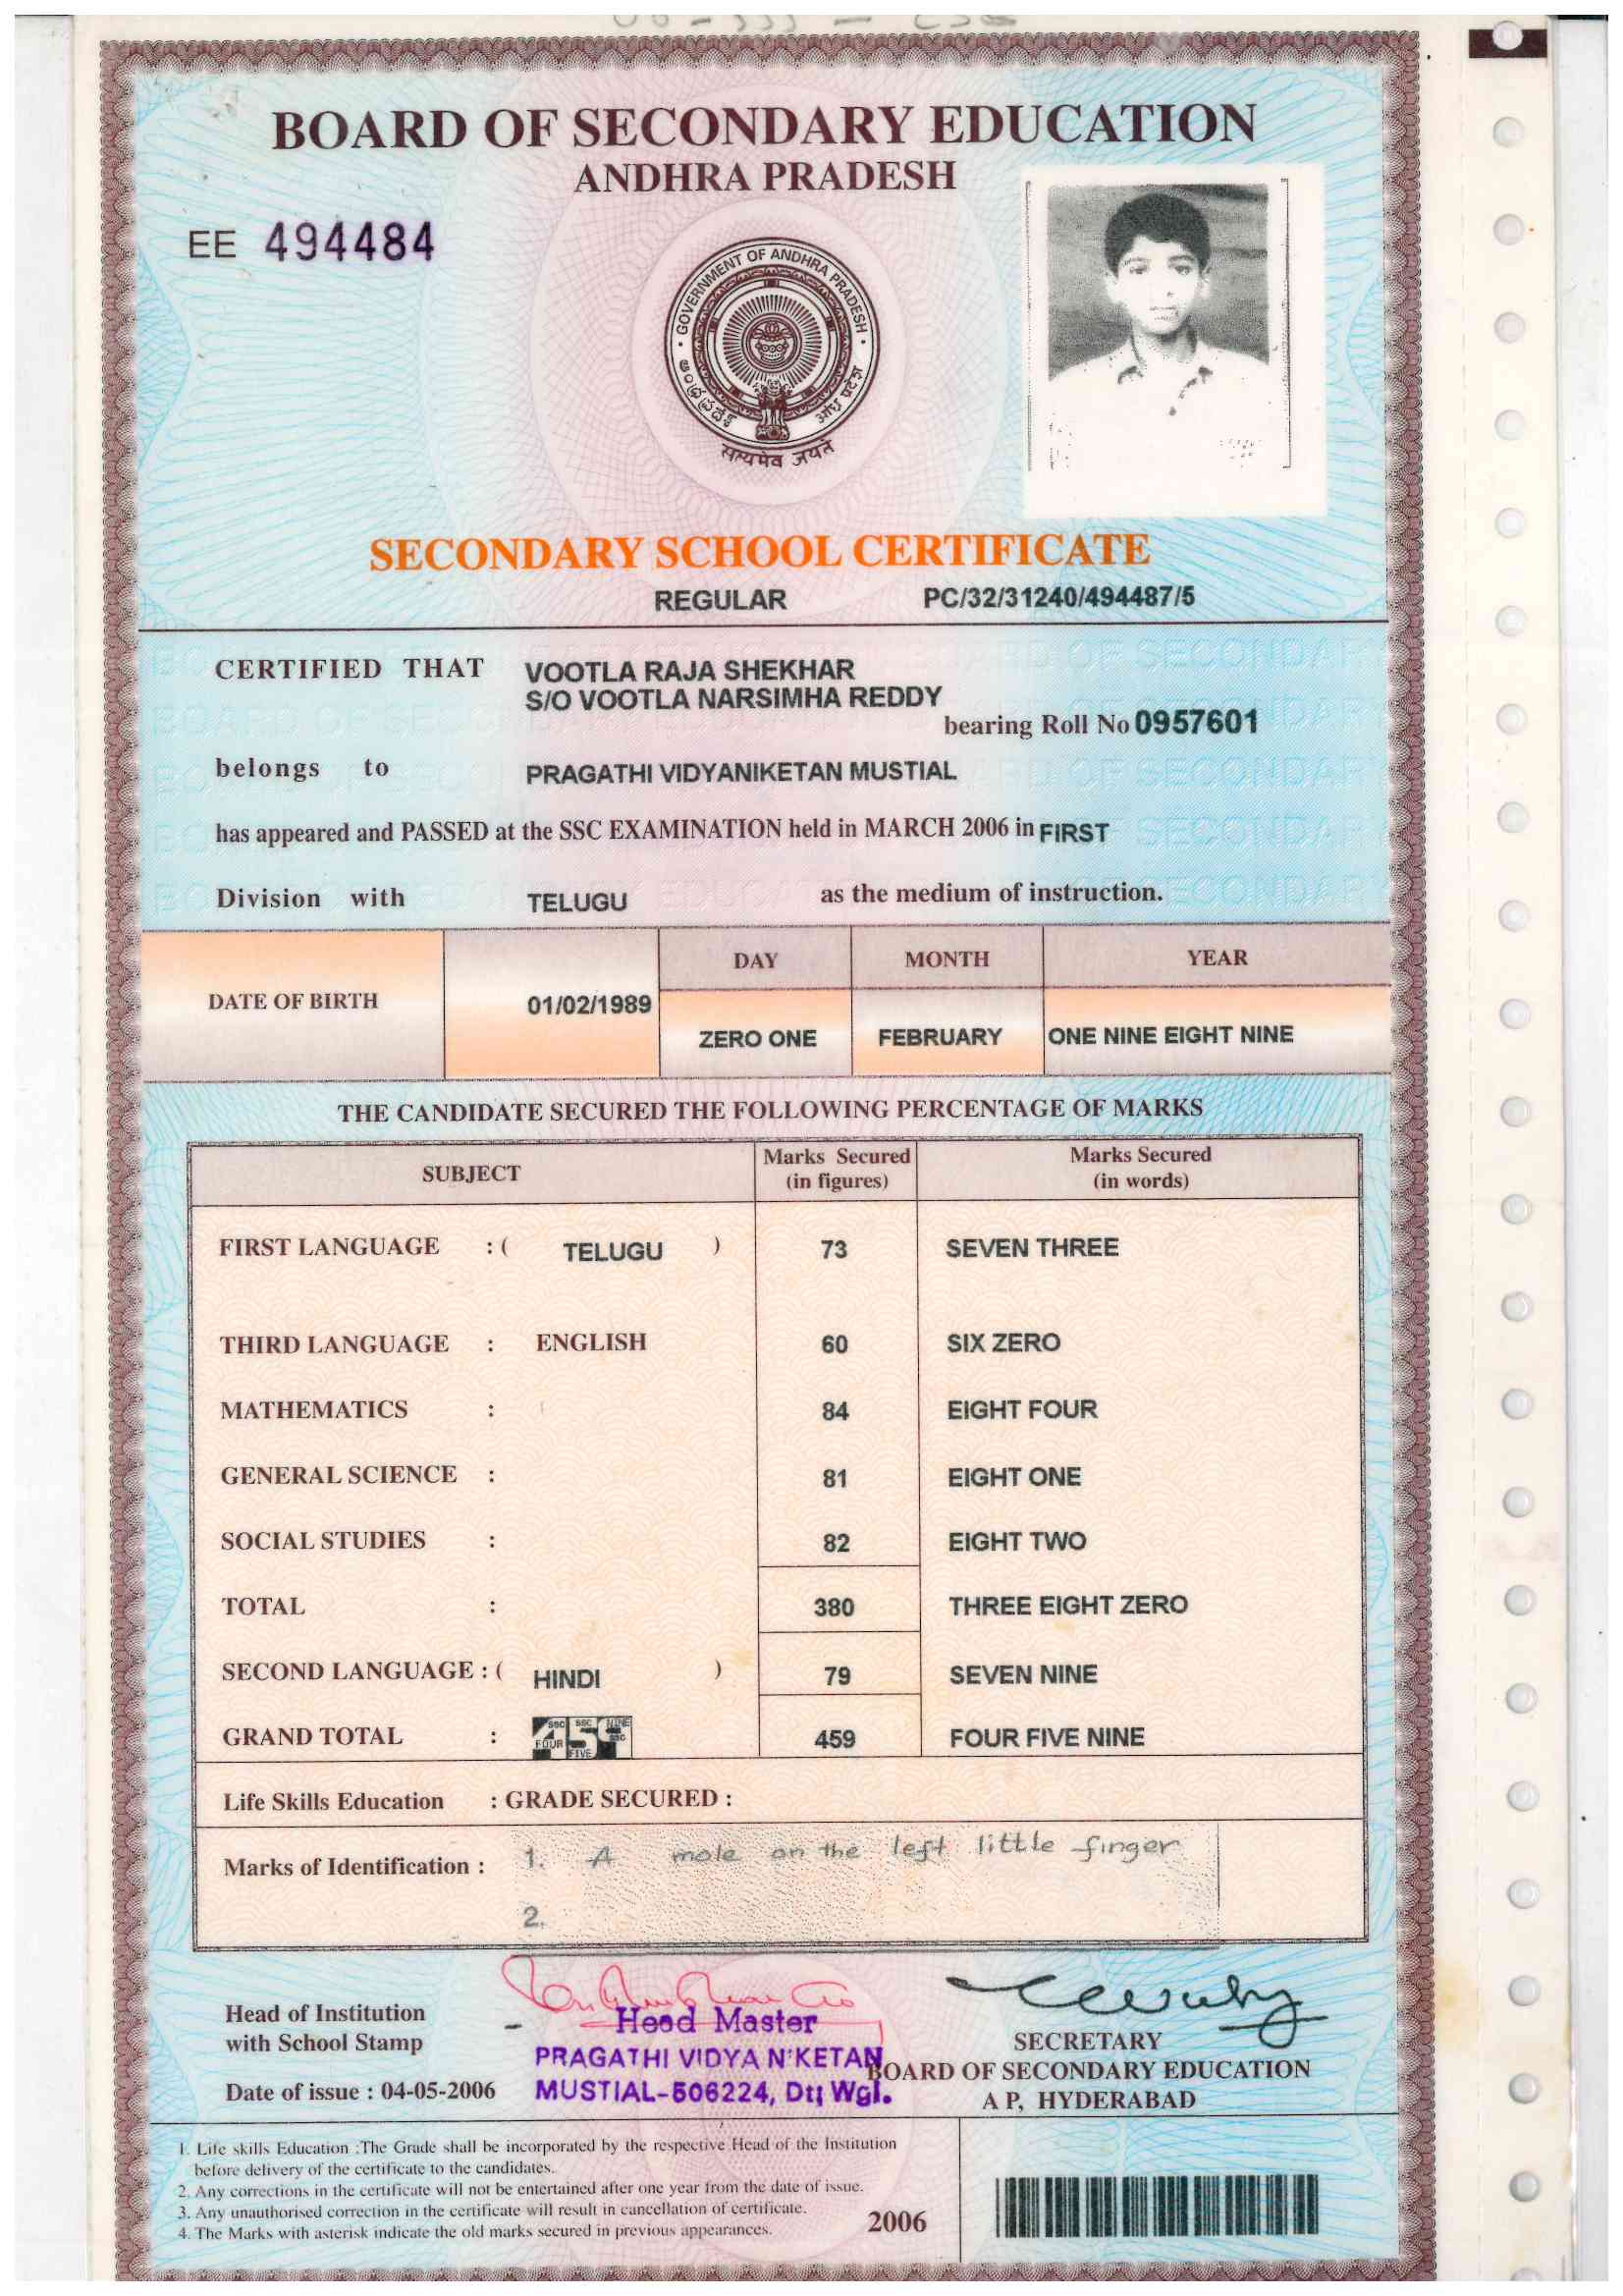 BOARD OF SECONDARY EDUCATION
ANDHRA PRADESH
EE 494484
GOVERNMENT OF ANDHRA PRADESH
ఆంధ్రప్రదేశ్ आन्ध्र प्रदेश
सत्यमेव जयते
SECONDARY SCHOOL CERTIFICATE
REGULAR PC/32/31240/494487/5
CERTIFIED THAT VOOTLA RAJA SHEKHAR
S/O VOOTLA NARSIMHA REDDY
bearing Roll No 0957601
belongs to PRAGATHI VIDYANIKETAN MUSTIAL
has appeared and PASSED at the SSC EXAMINATION held in MARCH 2006 in FIRST
Division with TELUGU as the medium of instruction.
DAY MONTH YEAR
DATE OF BIRTH 01/02/1989
ZERO ONE FEBRUARY ONE NINE EIGHT NINE
THE CANDIDATE SECURED THE FOLLOWING PERCENTAGE OF MARKS
SUBJECT Marks Secured (in figures) Marks Secured (in words)
FIRST LANGUAGE : ( TELUGU ) 73 SEVEN THREE
THIRD LANGUAGE : ENGLISH 60 SIX ZERO
MATHEMATICS : 84 EIGHT FOUR
GENERAL SCIENCE : 81 EIGHT ONE
SOCIAL STUDIES : 82 EIGHT TWO
TOTAL : 380 THREE EIGHT ZERO
SECOND LANGUAGE : ( HINDI ) 79 SEVEN NINE
GRAND TOTAL : 459 FOUR FIVE NINE
Life Skills Education : GRADE SECURED :
Marks of Identification : 1. A mole on the left little finger
2.
Head of Institution
with School Stamp
Head Master
PRAGATHI VIDYA N'KETAN
MUSTIAL-506224, Dt; Wgl.
SECRETARY
BOARD OF SECONDARY EDUCATION
A P, HYDERABAD
Date of issue : 04-05-2006
1. Life skills Education :The Grade shall be incorporated by the respective Head of the Institution
before delivery of the certificate to the candidates.
2. Any corrections in the certificate will not be entertained after one year from the date of issue.
3. Any unauthorised correction in the certificate will result in cancellation of certificate.
4. The Marks with asterisk indicate the old marks secured in previous appearances.
2006